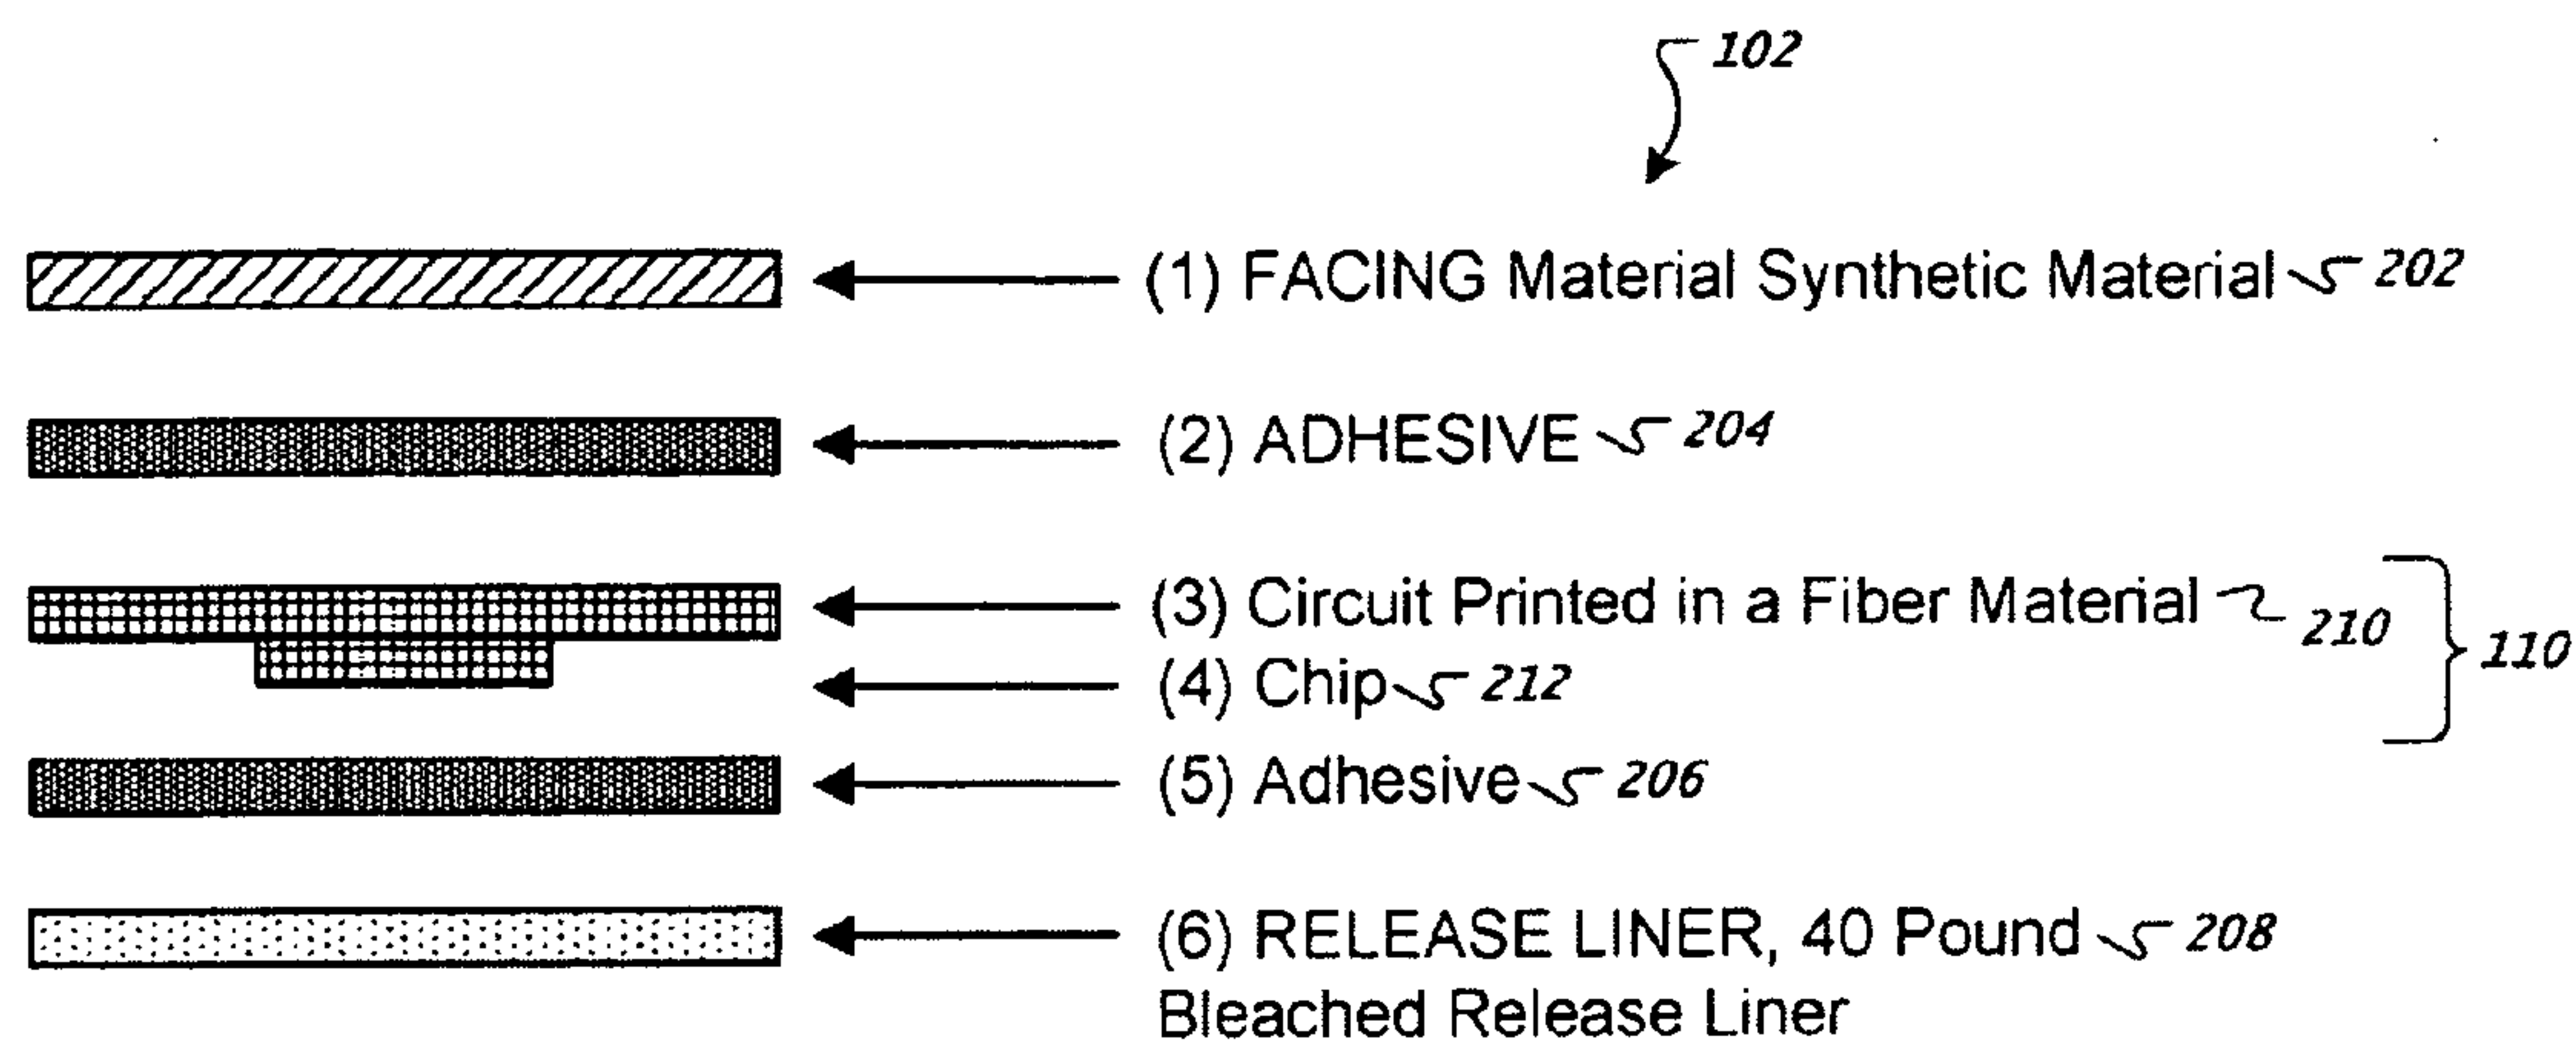 102
(1) FACING Material Synthetic Material 202
(2) ADHESIVE 204
(3) Circuit Printed in a Fiber Material 210
110
(4) Chip 212
(5) Adhesive 206
(6) RELEASE LINER, 40 Pound 208
Bleached Release Liner